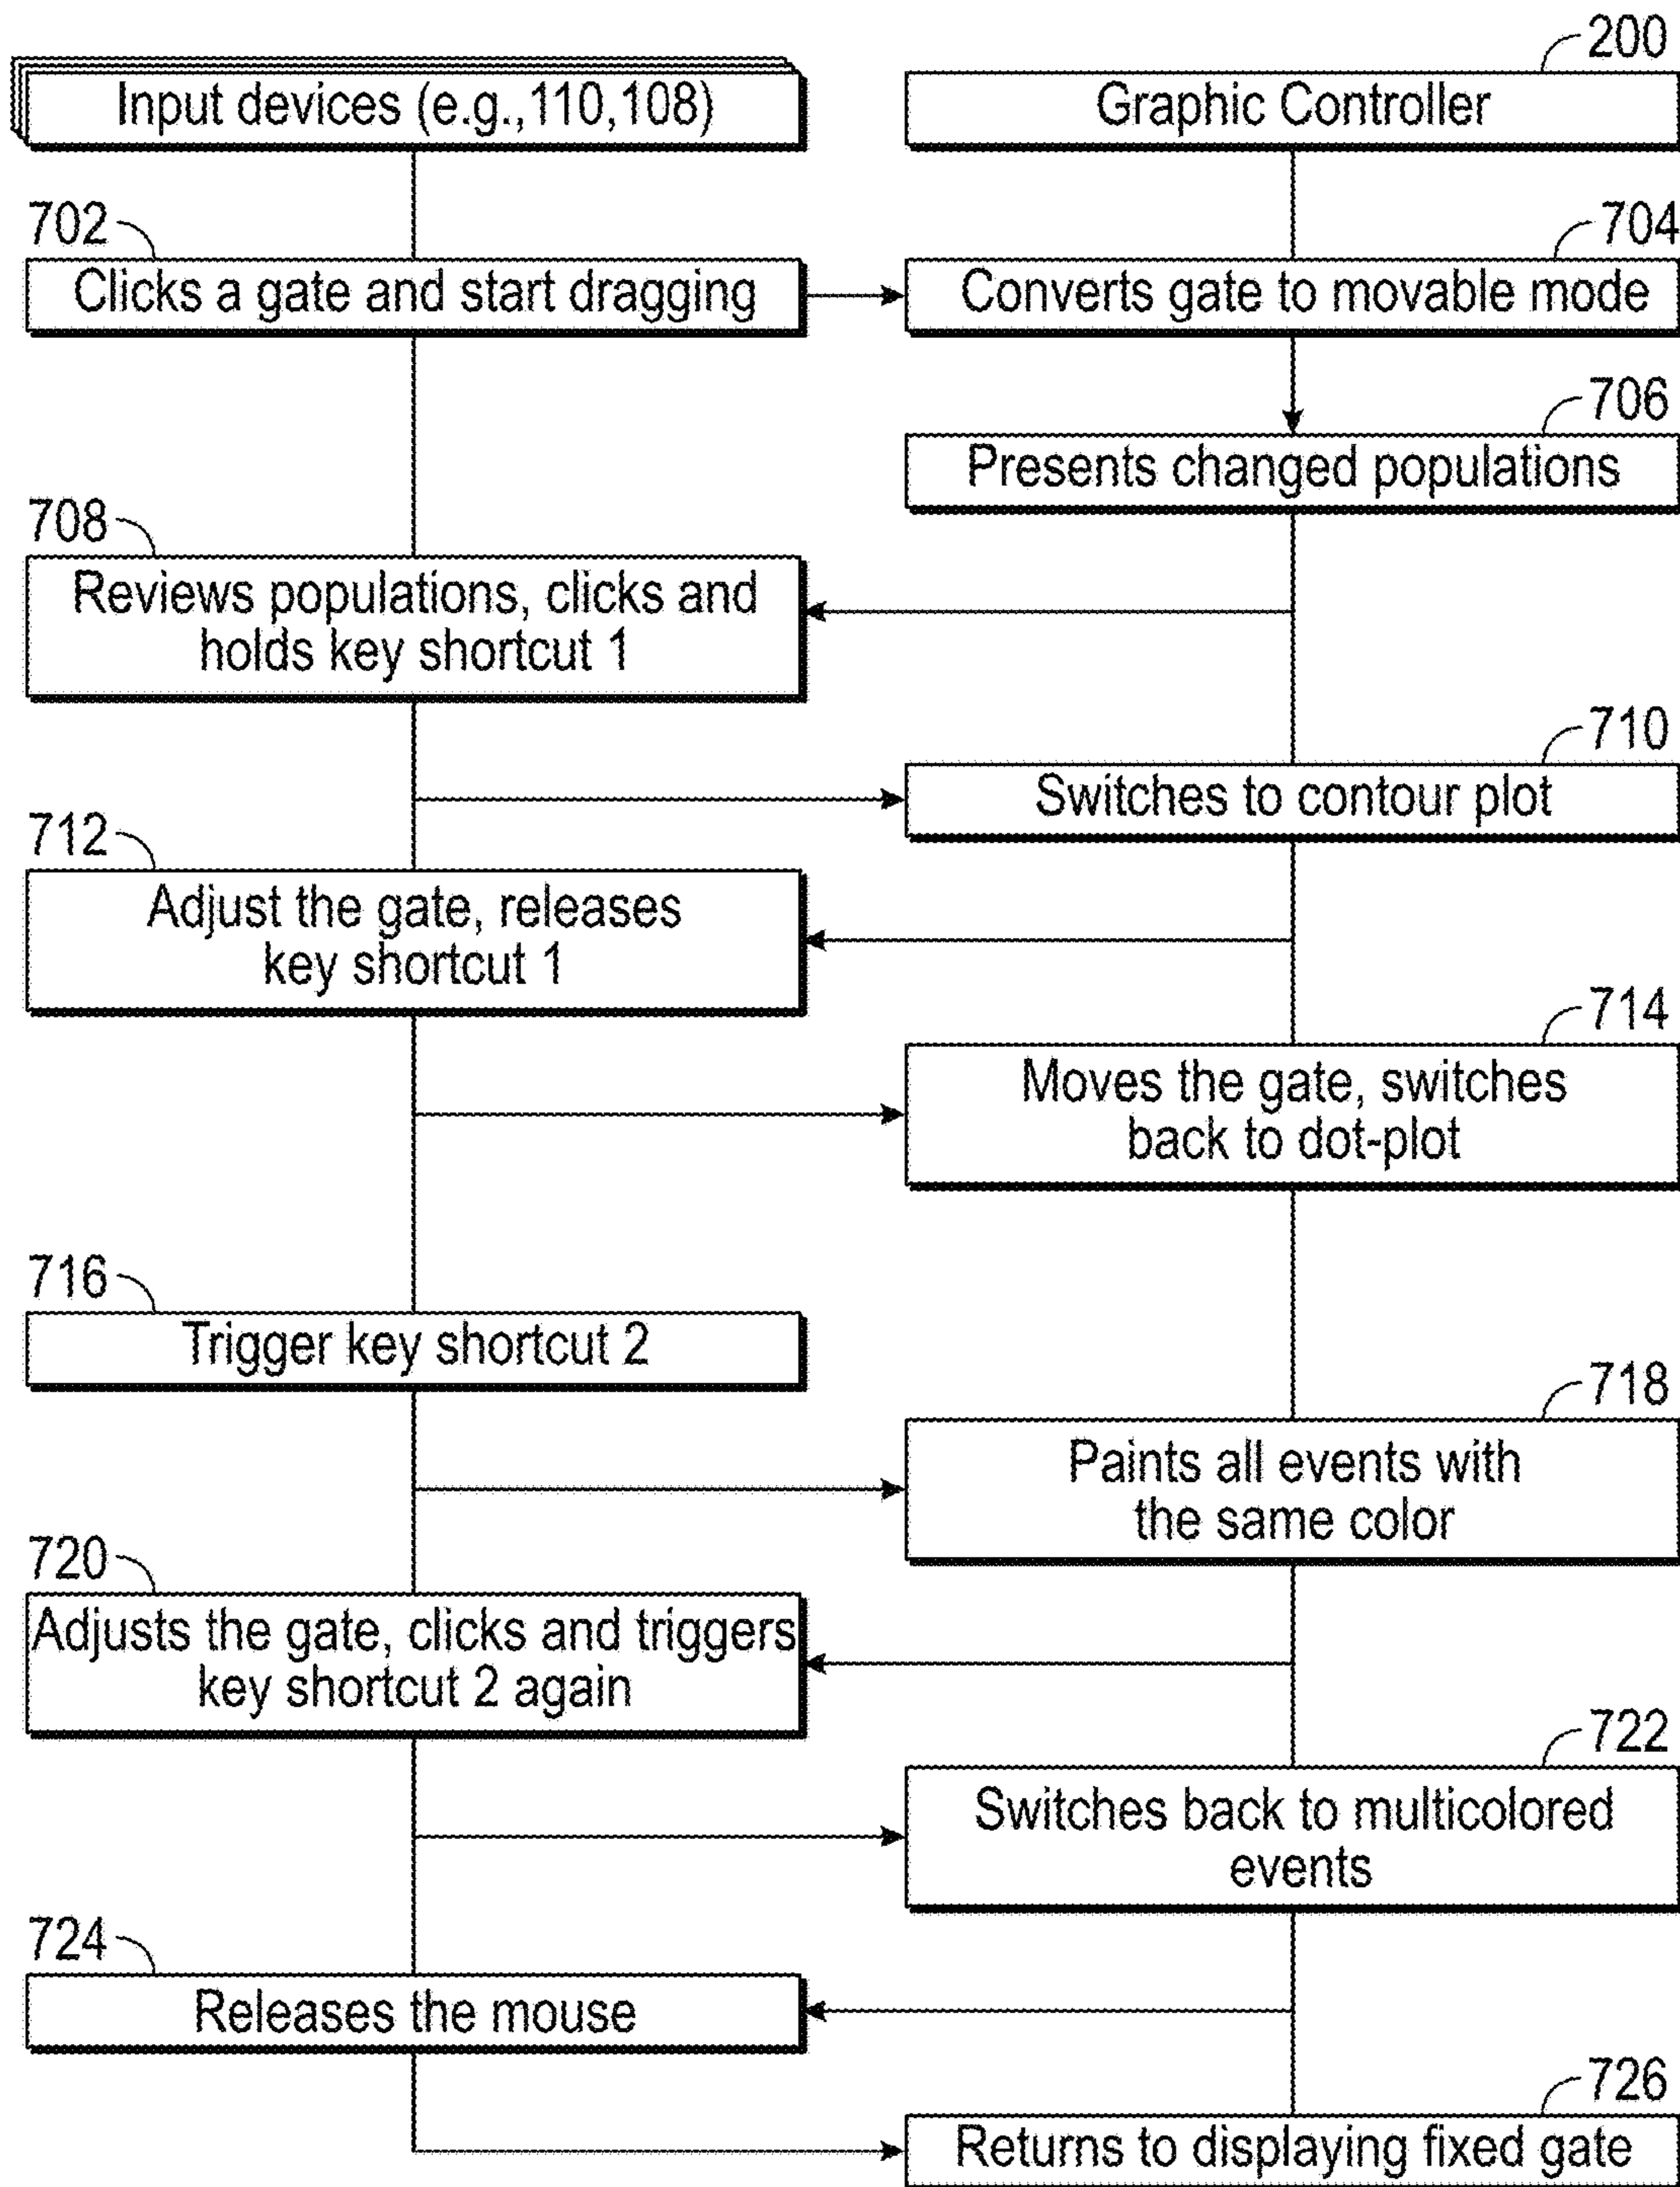 200
Input devices (e.g.,110,108)
Graphic Controller
702
704
Clicks a gate and start dragging
Converts gate to movable mode
706
Presents changed populations
708
Reviews populations, clicks and
holds key shortcut 1
710
Switches to contour plot
712
Adjust the gate, releases
key shortcut 1
714
Moves the gate, switches
back to dot-plot
716
Trigger key shortcut 2
718
Paints all events with
the same color
720
Adjusts the gate, clicks and triggers
key shortcut 2 again
722
Switches back to multicolored
events
724
Releases the mouse
726
Returns to displaying fixed gate